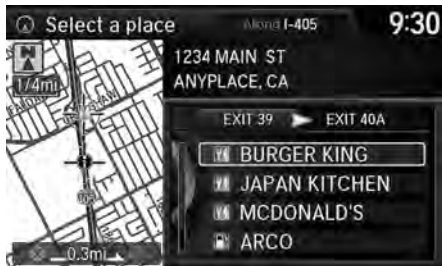 Select a place
Along I-405
9:30
1/4mi
1234 MAIN ST
ANYPLACE, CA
EXIT 39 EXIT 40A
BURGER KING
JAPAN KITCHEN
MCDONALD'S
ARCO
0.3mi